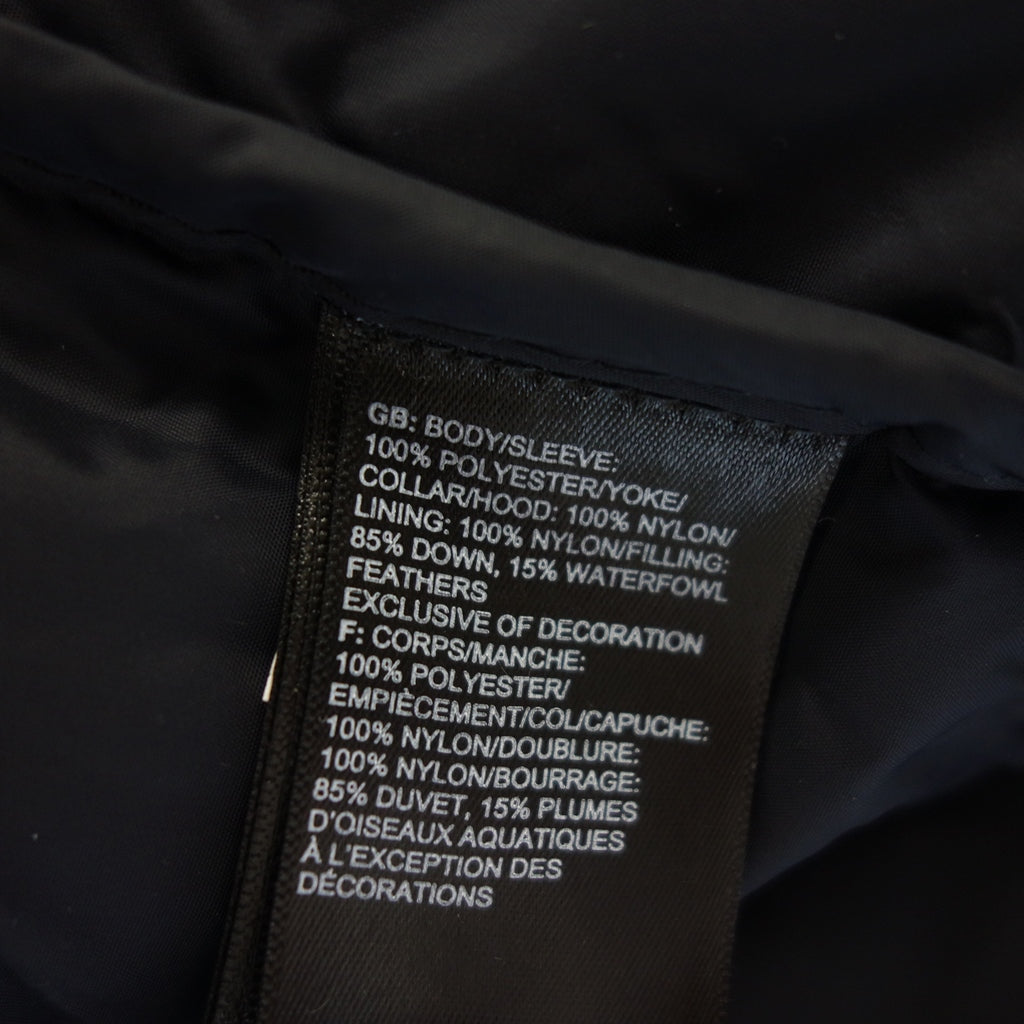 GB: BODY/SLEEVE:
100% POLYESTER/YOKE/
COLLAR/HOOD: 100% NYLON/
LINING: 100% NYLON/FILLING:
85% DOWN, 15% WATERFOWL
FEATHERS
EXCLUSIVE OF DECORATION
F: CORPS/MANCHE:
100% POLYESTER/
EMPIÈCEMENT/COL/CAPUCHE:
100% NYLON/DOUBLURE:
100% NYLON/BOURRAGE:
85% DUVET, 15% PLUMES
D'OISEAUX AQUATIQUES
À L'EXCEPTION DES
DÉCORATIONS